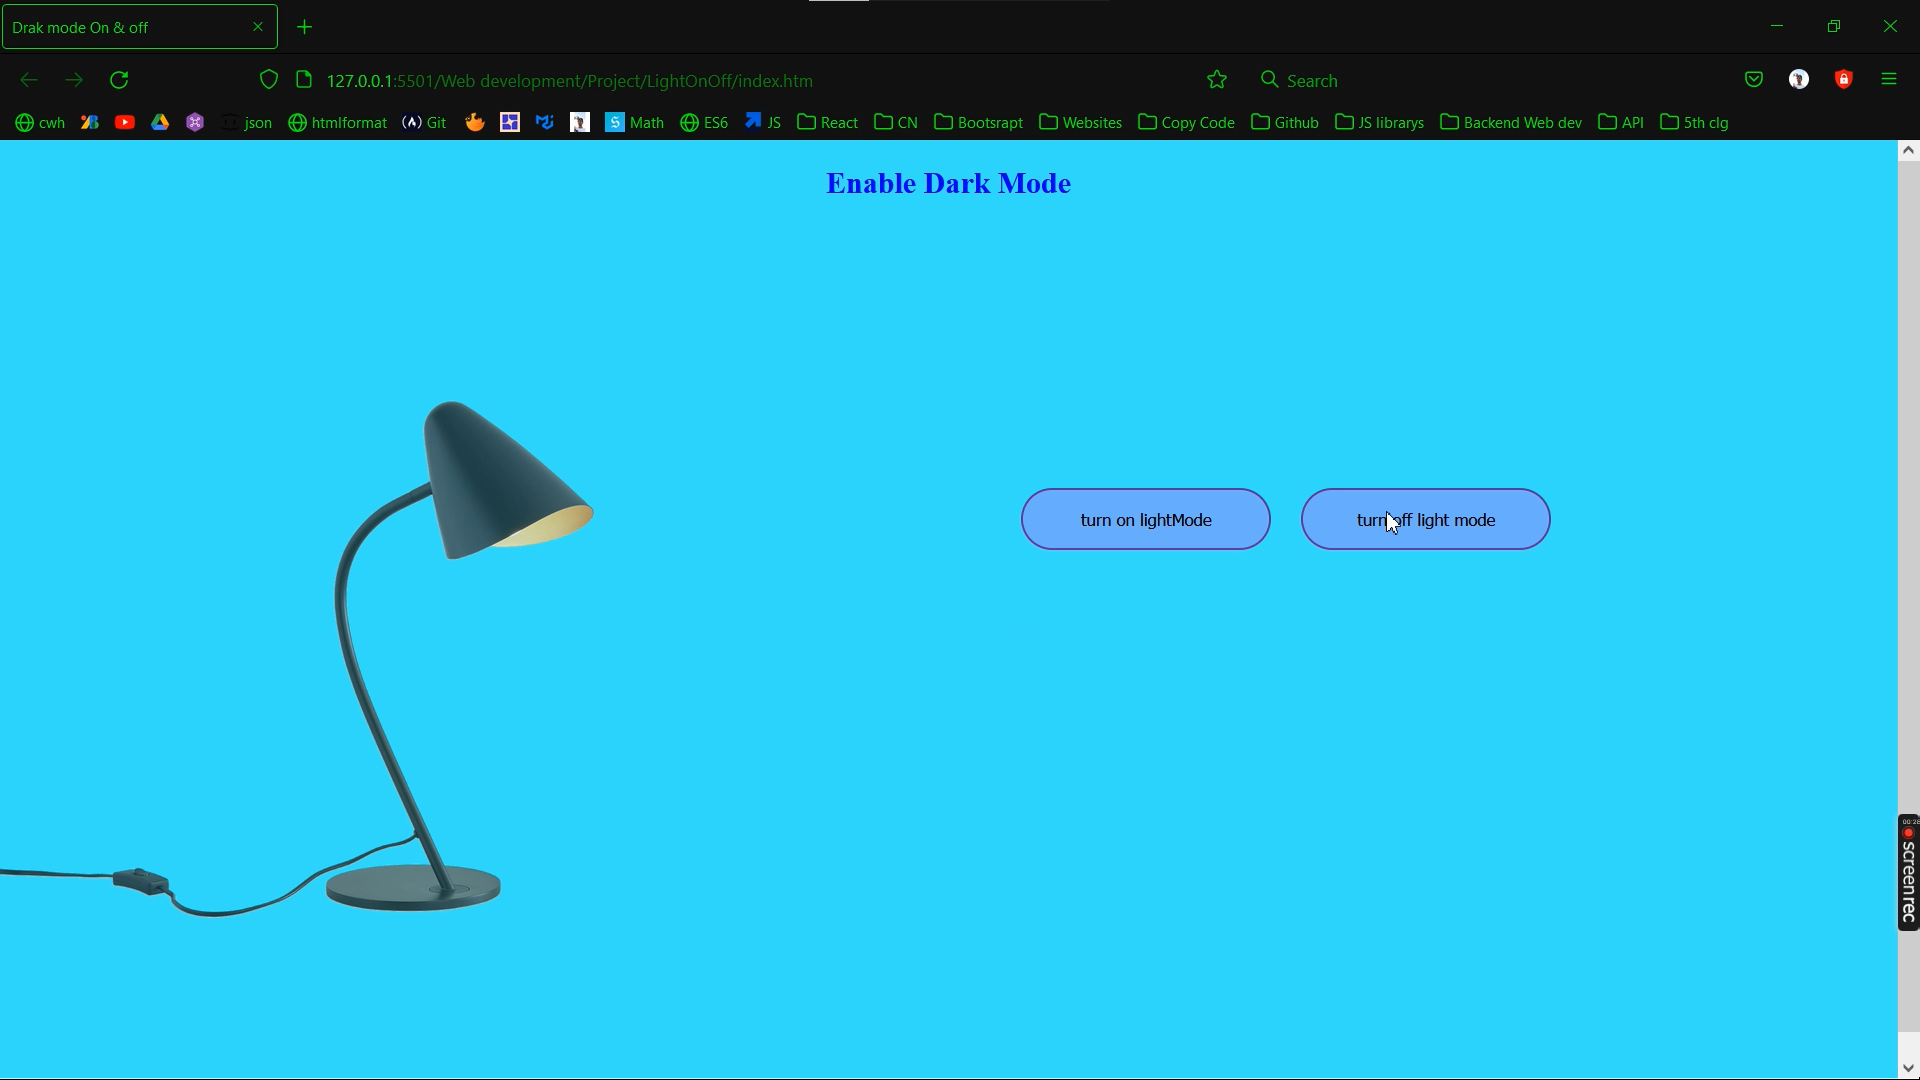 Drak mode On & off
127.0.0.1:5501/Web development/Project/LightOnOff/index.htm
Search
cwh
json
htmlformat
Git
Math
ES6
JS
React
CN
Bootsrapt
Websites
Copy Code
Github
JS librarys
Backend Web dev
API
5th clg
Enable Dark Mode
turn on lightMode
turn off light mode
screenrec